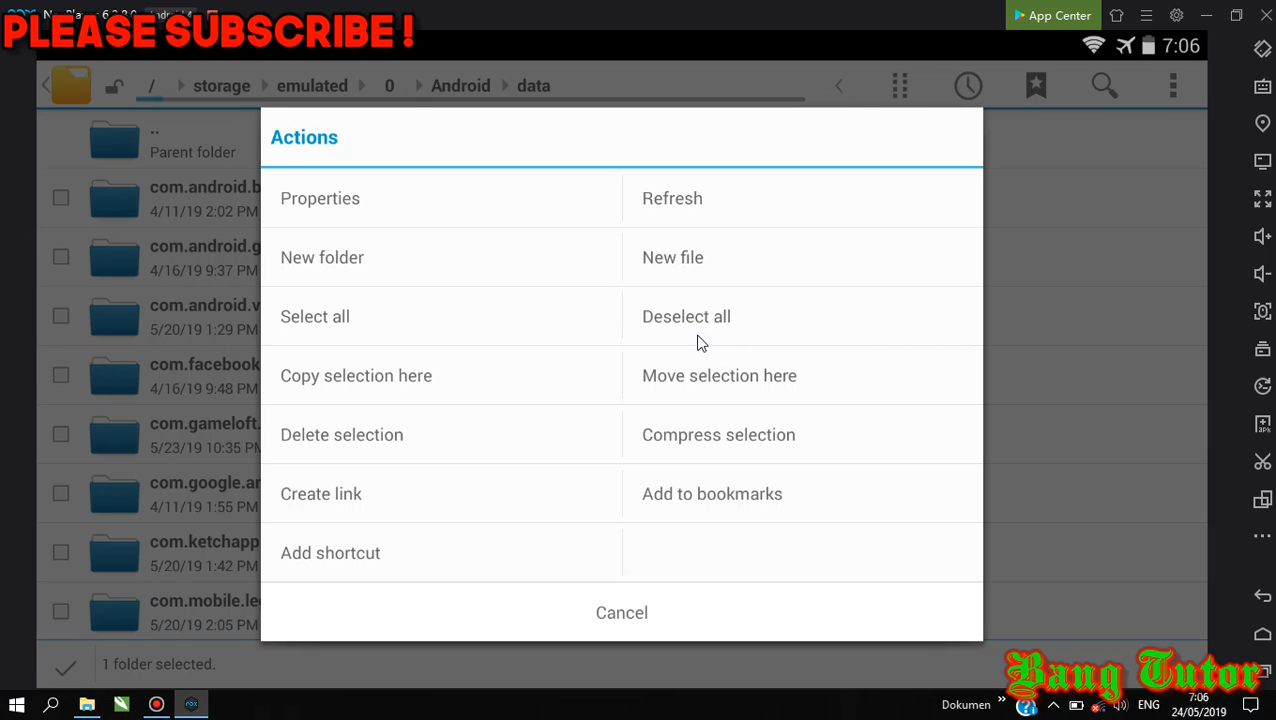 PLEASE SUBSCRIBE !
App Center
7:06
/ storage emulated 0 Android data
..
Parent folder
com.android.b
4/11/19 2:02 PM
com.android.g
4/16/19 9:37 PM
com.android.v
5/20/19 1:29 PM
com.facebook
4/16/19 9:48 PM
com.gameloft.
5/23/19 10:35 PM
com.google.an
4/11/19 1:55 PM
com.ketchapp
5/20/19 1:42 PM
com.mobile.le
5/20/19 2:05 PM
Actions
Properties
Refresh
New folder
New file
Select all
Deselect all
Copy selection here
Move selection here
Delete selection
Compress selection
Create link
Add to bookmarks
Add shortcut
Cancel
1 folder selected.
Bang Tutor
Dokumen
ENG
7:06
24/05/2019